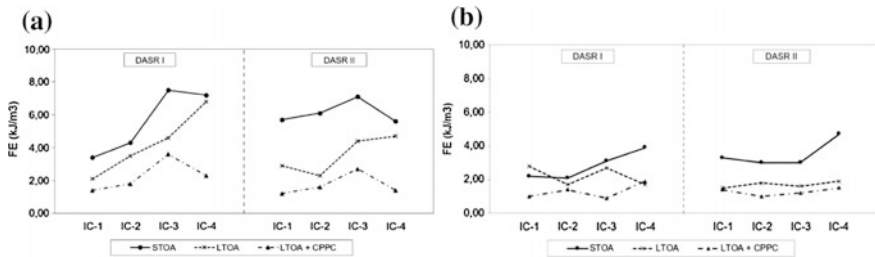 (a)
10,00
8,00
6,00
4,00
2,00
0,00
FE (kJ/m3)
DASR I
DASR II
IC-1 IC-2 IC-3 IC-4 IC-1 IC-2 IC-3 IC-4
STOA LTOA LTOA + CPPC
(b)
10,00
8,00
6,00
4,00
2,00
0,00
FE (kJ/m3)
DASR I
DASR II
IC-1 IC-2 IC-3 IC-4 IC-1 IC-2 IC-3 IC-4
STOA LTOA LTOA + CPPC